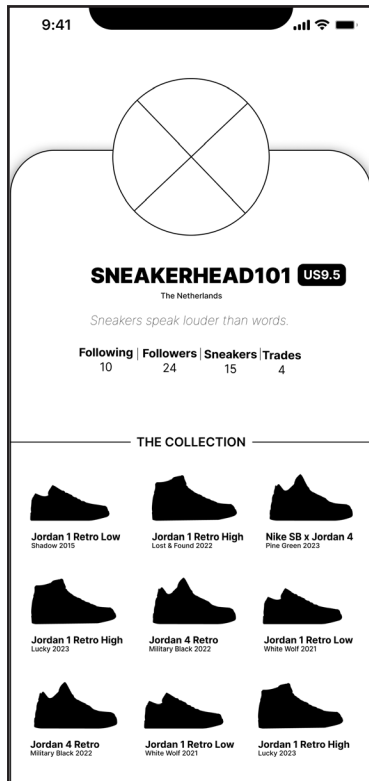 9:41
SNEAKERHEAD101 US9.5
The Netherlands
Sneakers speak louder than words.
Following | Followers | Sneakers | Trades
10 24 15 4
THE COLLECTION
Jordan 1 Retro Low
Shadow 2015
Jordan 1 Retro High
Lost & Found 2022
Nike SB x Jordan 4
Pine Green 2023
Jordan 1 Retro High
Lucky 2023
Jordan 4 Retro
Military Black 2022
Jordan 1 Retro Low
White Wolf 2021
Jordan 4 Retro
Military Black 2022
Jordan 1 Retro Low
White Wolf 2021
Jordan 1 Retro High
Lucky 2023